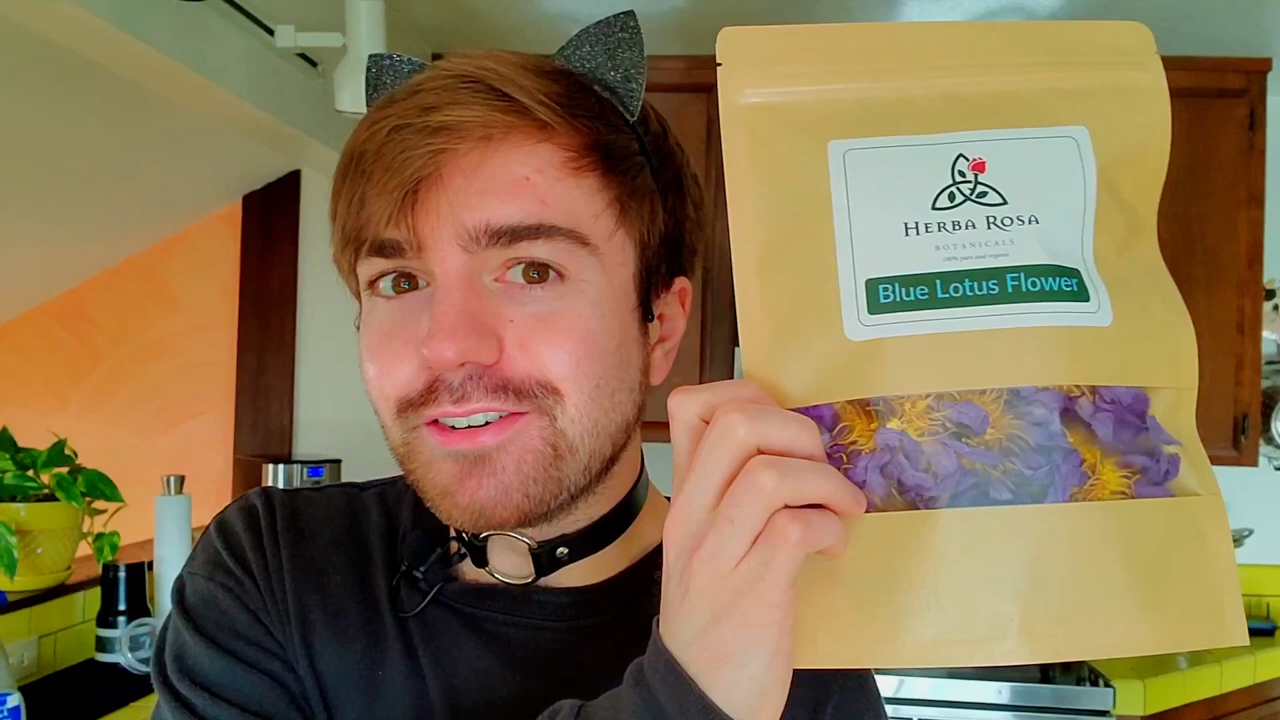 HERBA ROSA
BOTANICALS
100% pure and organic
Blue Lotus Flower